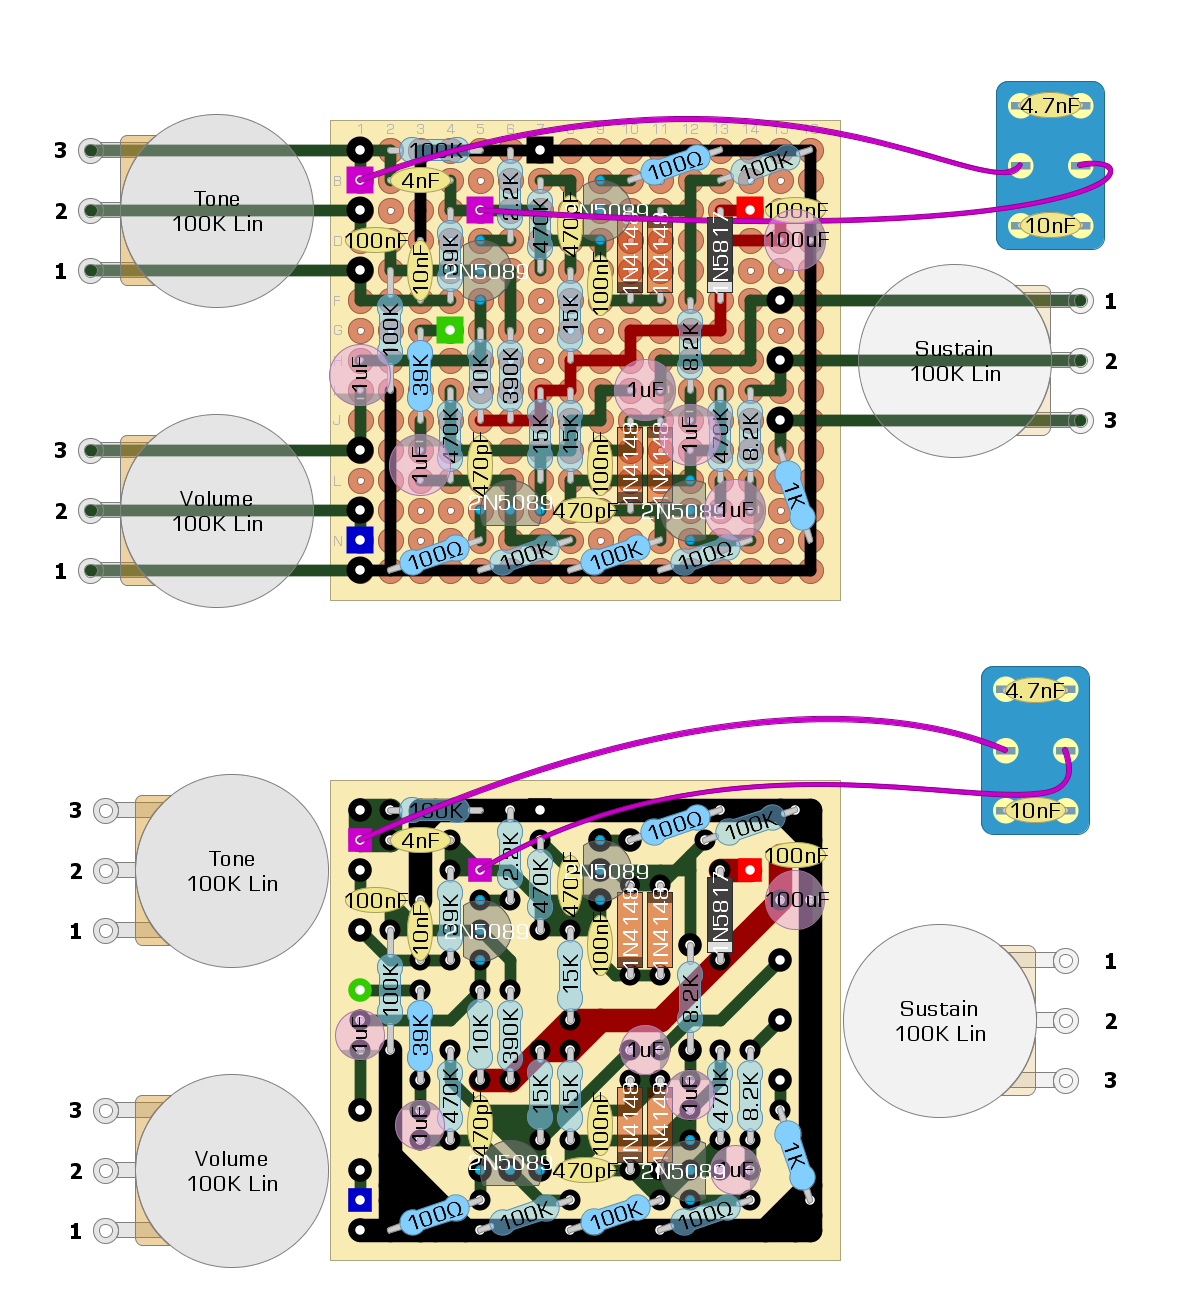 1 2 3 4 5 6 7 8 9 10 11 12 13 14 15 16
4.7nF
3
100K
100Ω
100K
B
4nF
Tone
100K Lin
2
2.2K
470K
470pF
2N5089
100nF
D
100nF
39K
1N4148
1N4148
1N5817
100uF
10nF
1
10nF
2N5089
100nF
F
1
100K
15K
G
8.2K
Sustain
100K Lin
2
1uF
39K
10K
390K
1uF
3
J
470K
15K
15K
1uF
470K
8.2K
3
1uF
470pF
100nF
1N4148
1N4148
L
Volume
100K Lin
2
2N5089
470pF
2N5089
1uF
1K
N
100Ω
100K
100K
100Ω
1
4.7nF
3
100K
100Ω
100K
10nF
4nF
Tone
100K Lin
2
2.2K
470K
470pF
2N5089
100nF
100nF
39K
1N4148
1N4148
1N5817
100uF
10nF
1
2N5089
100nF
1
100K
15K
8.2K
Sustain
100K Lin
2
1uF
39K
10K
390K
1uF
3
470K
15K
15K
1uF
470K
8.2K
3
1uF
470pF
100nF
1N4148
1N4148
Volume
100K Lin
2
2N5089
470pF
2N5089
1uF
1K
100Ω
100K
100K
100Ω
1